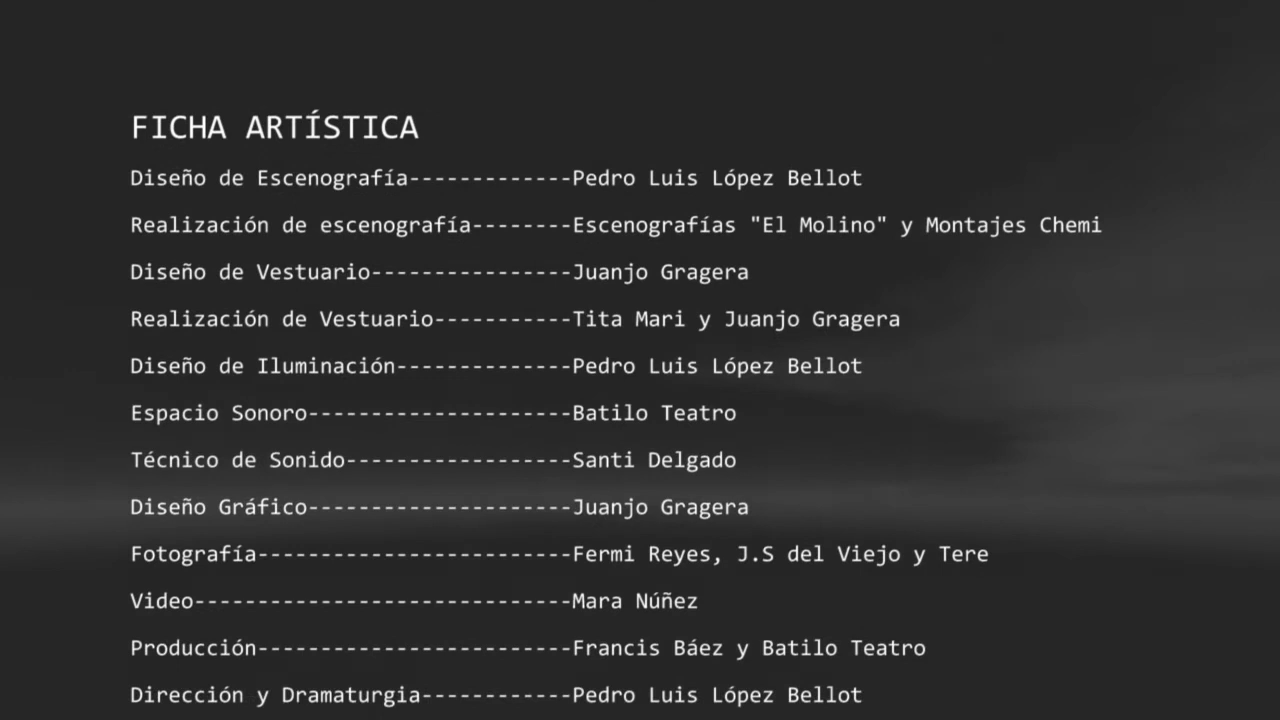 FICHA ARTÍSTICA
Diseño de Escenografía-------------Pedro Luis López Bellot
Realización de escenografía--------Escenografías "El Molino" y Montajes Chemi
Diseño de Vestuario----------------Juanjo Gragera
Realización de Vestuario-----------Tita Mari y Juanjo Gragera
Diseño de Iluminación--------------Pedro Luis López Bellot
Espacio Sonoro---------------------Batilo Teatro
Técnico de Sonido------------------Santi Delgado
Diseño Gráfico---------------------Juanjo Gragera
Fotografía-------------------------Fermi Reyes, J.S del Viejo y Tere
Video------------------------------Mara Núñez
Producción-------------------------Francis Báez y Batilo Teatro
Dirección y Dramaturgia------------Pedro Luis López Bellot